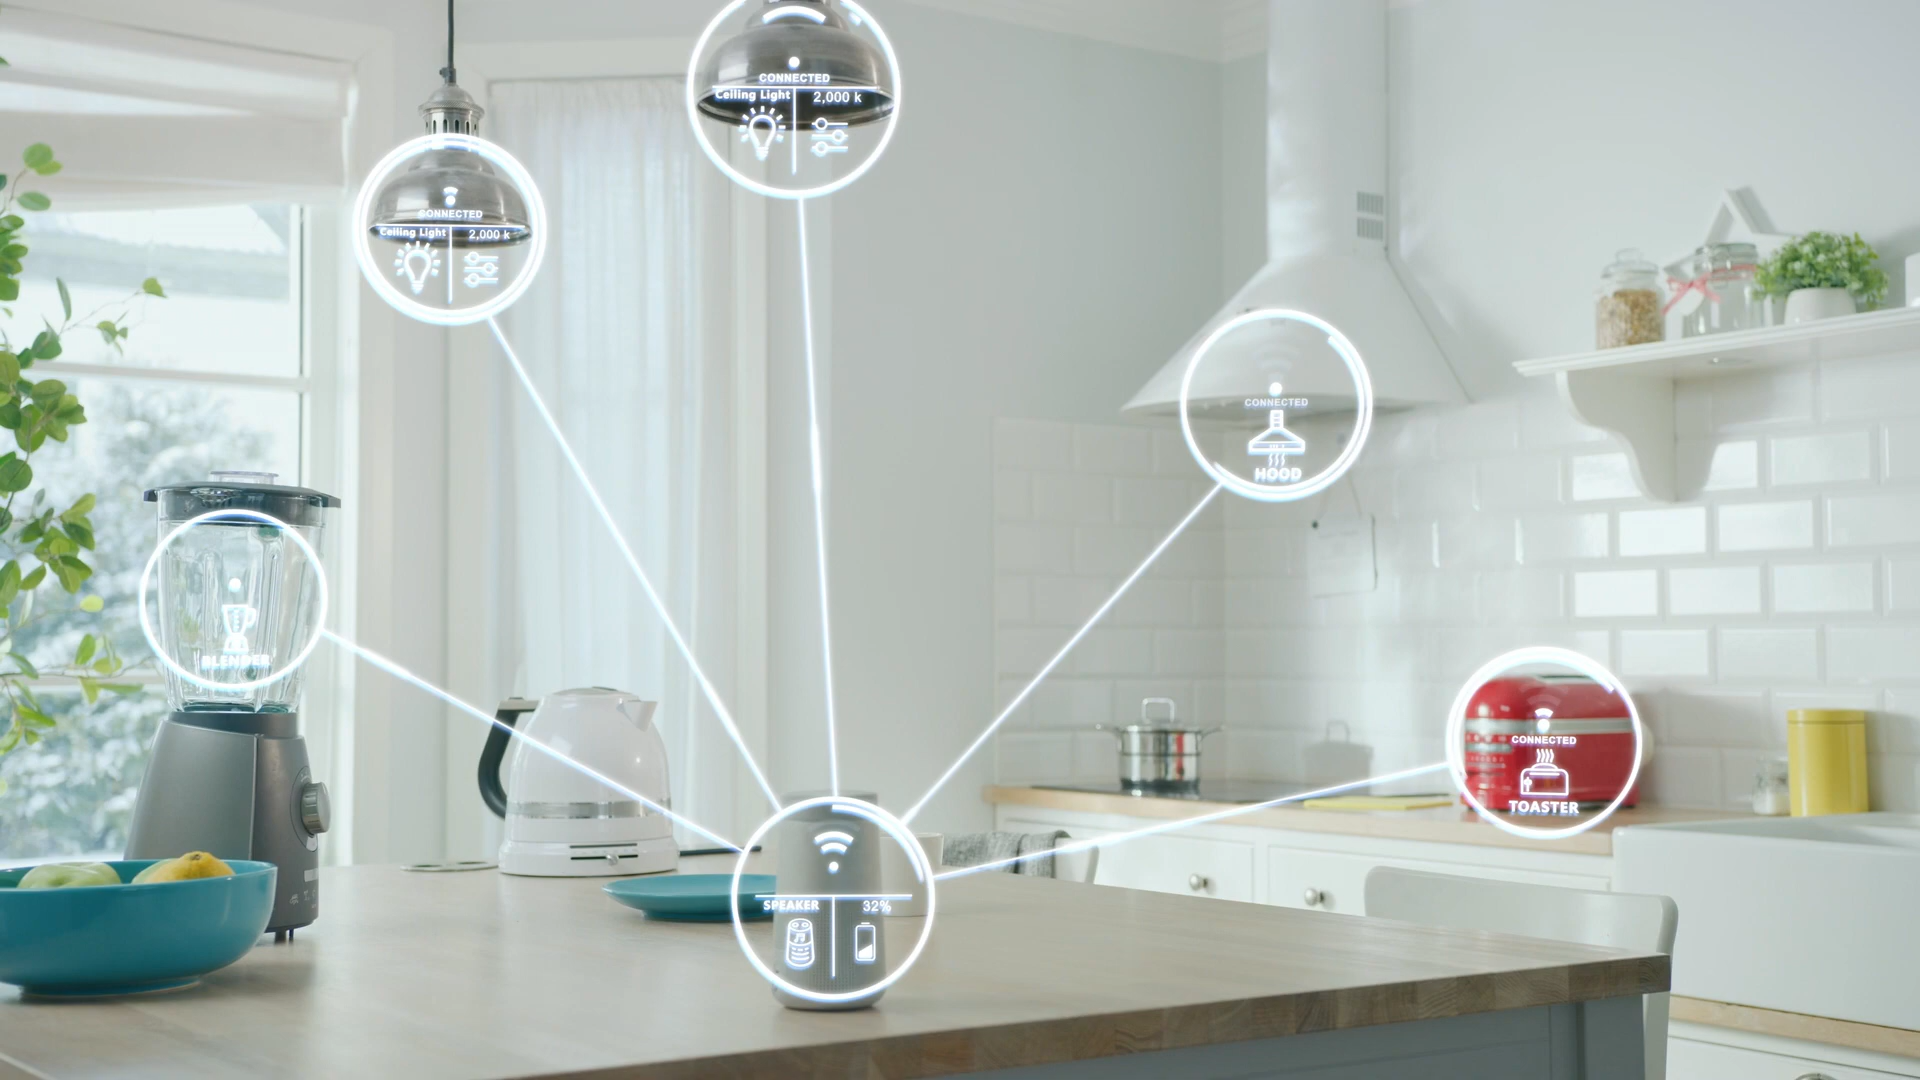 CONNECTED
Ceiling Light
2,000 k
CONNECTED
Ceiling Light
2,000 k
CONNECTED
HOOD
BLENDER
CONNECTED
TOASTER
SPEAKER
32%